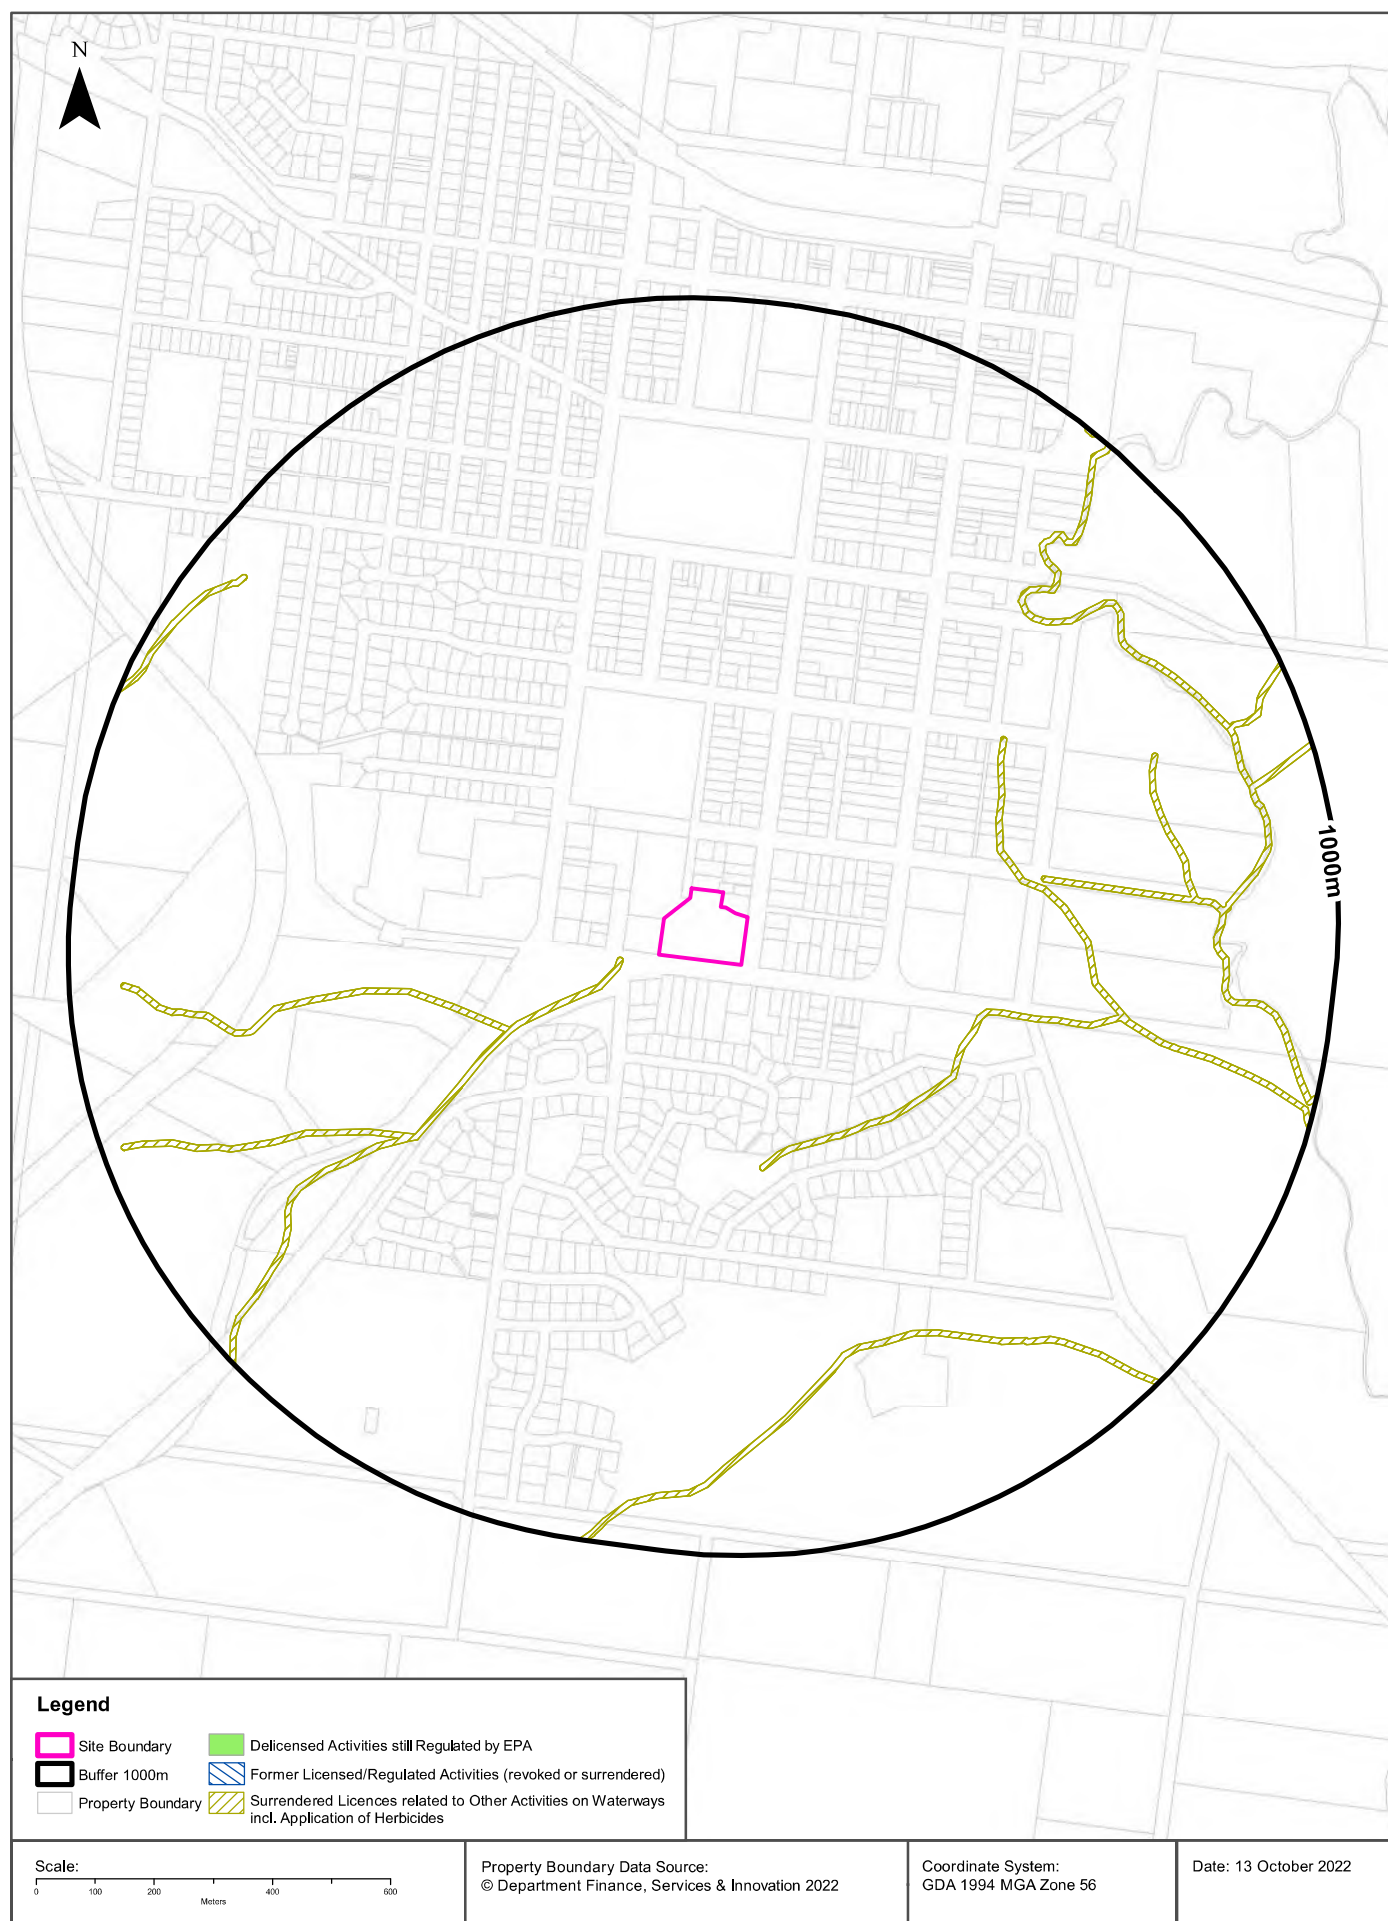 N
1000m
Legend
Site Boundary
Delicensed Activities still Regulated by EPA
Buffer 1000m
Former Licensed/Regulated Activities (revoked or surrendered)
Property Boundary
Surrendered Licences related to Other Activities on Waterways
incl. Application of Herbicides
Scale:
0 100 200 400 600
Meters
Property Boundary Data Source:
© Department Finance, Services & Innovation 2022
Coordinate System:
GDA 1994 MGA Zone 56
Date: 13 October 2022